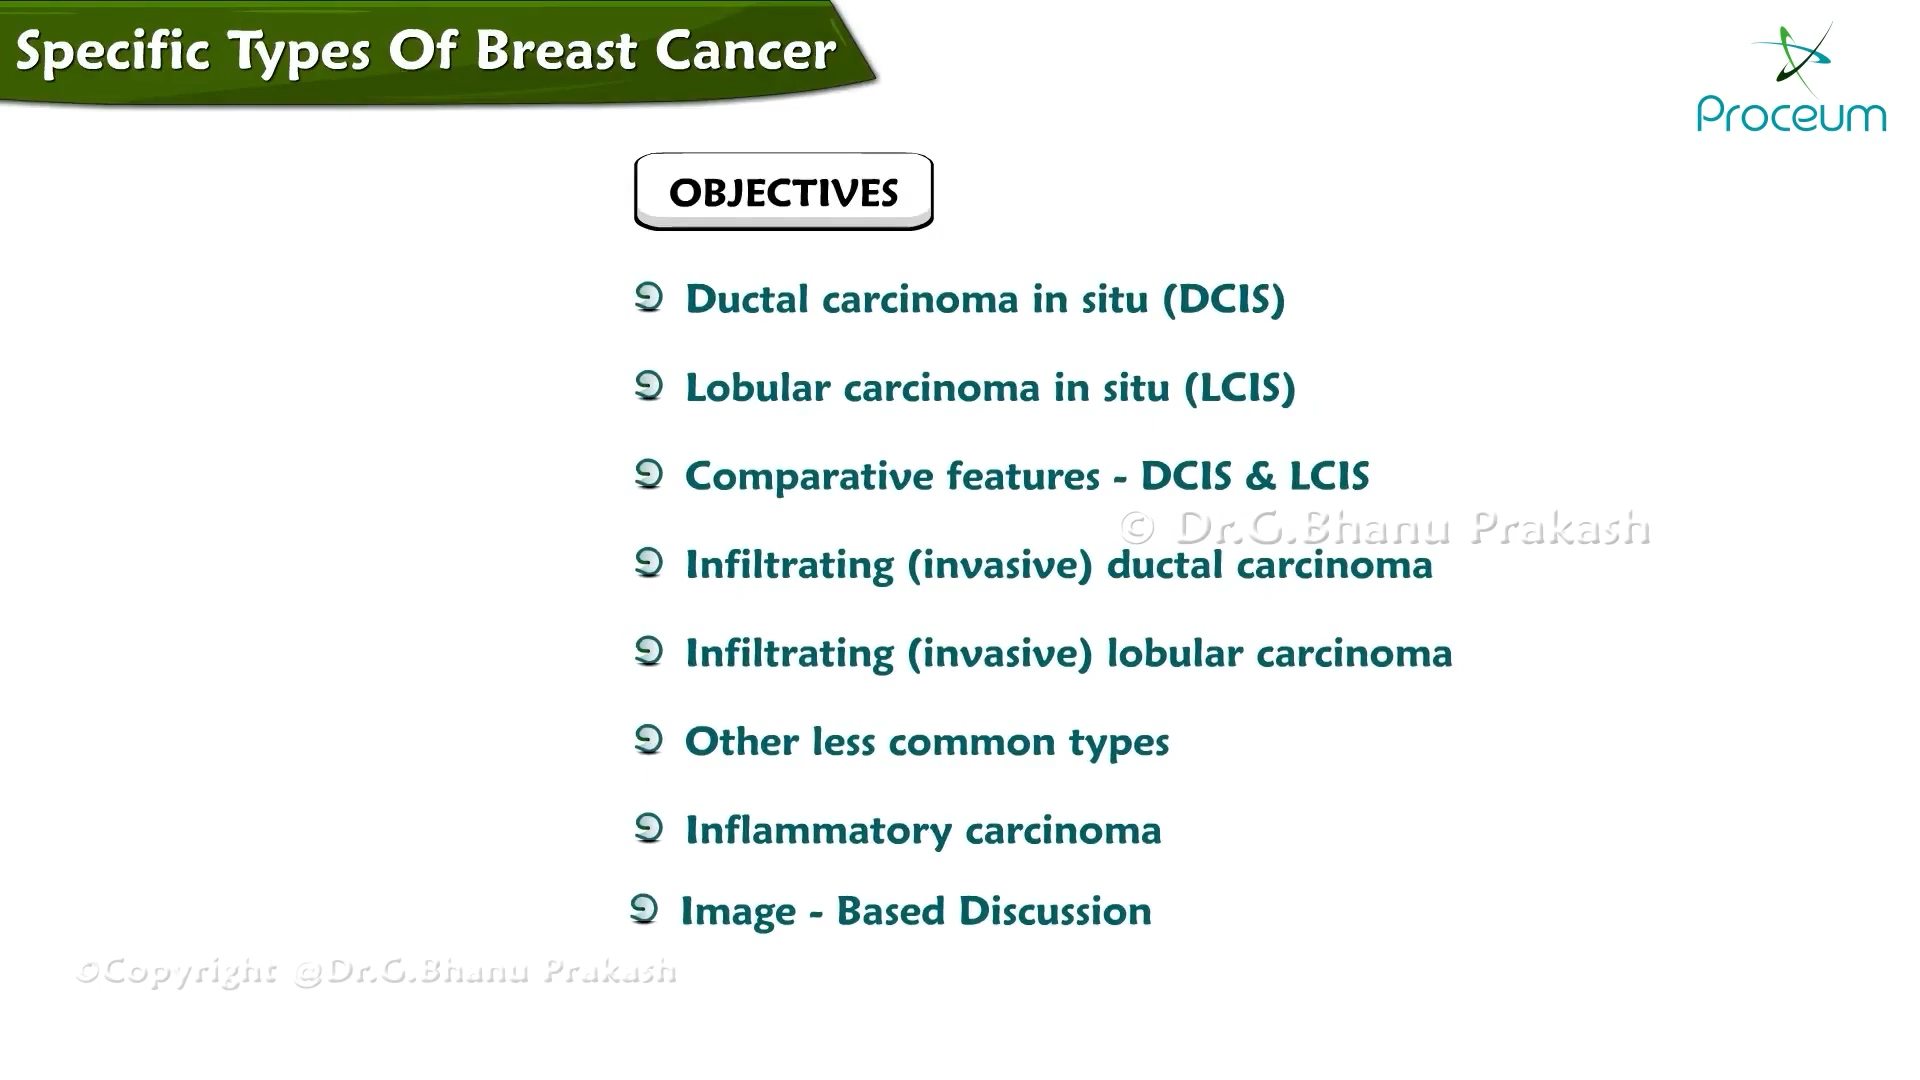 Specific Types Of Breast Cancer
Proceum
OBJECTIVES
Ductal carcinoma in situ (DCIS)
Lobular carcinoma in situ (LCIS)
Comparative features - DCIS & LCIS
© Dr.G.Bhanu Prakash
Infiltrating (invasive) ductal carcinoma
Infiltrating (invasive) lobular carcinoma
Other less common types
Inflammatory carcinoma
Image - Based Discussion
©Copyright @Dr.G.Bhanu Prakash